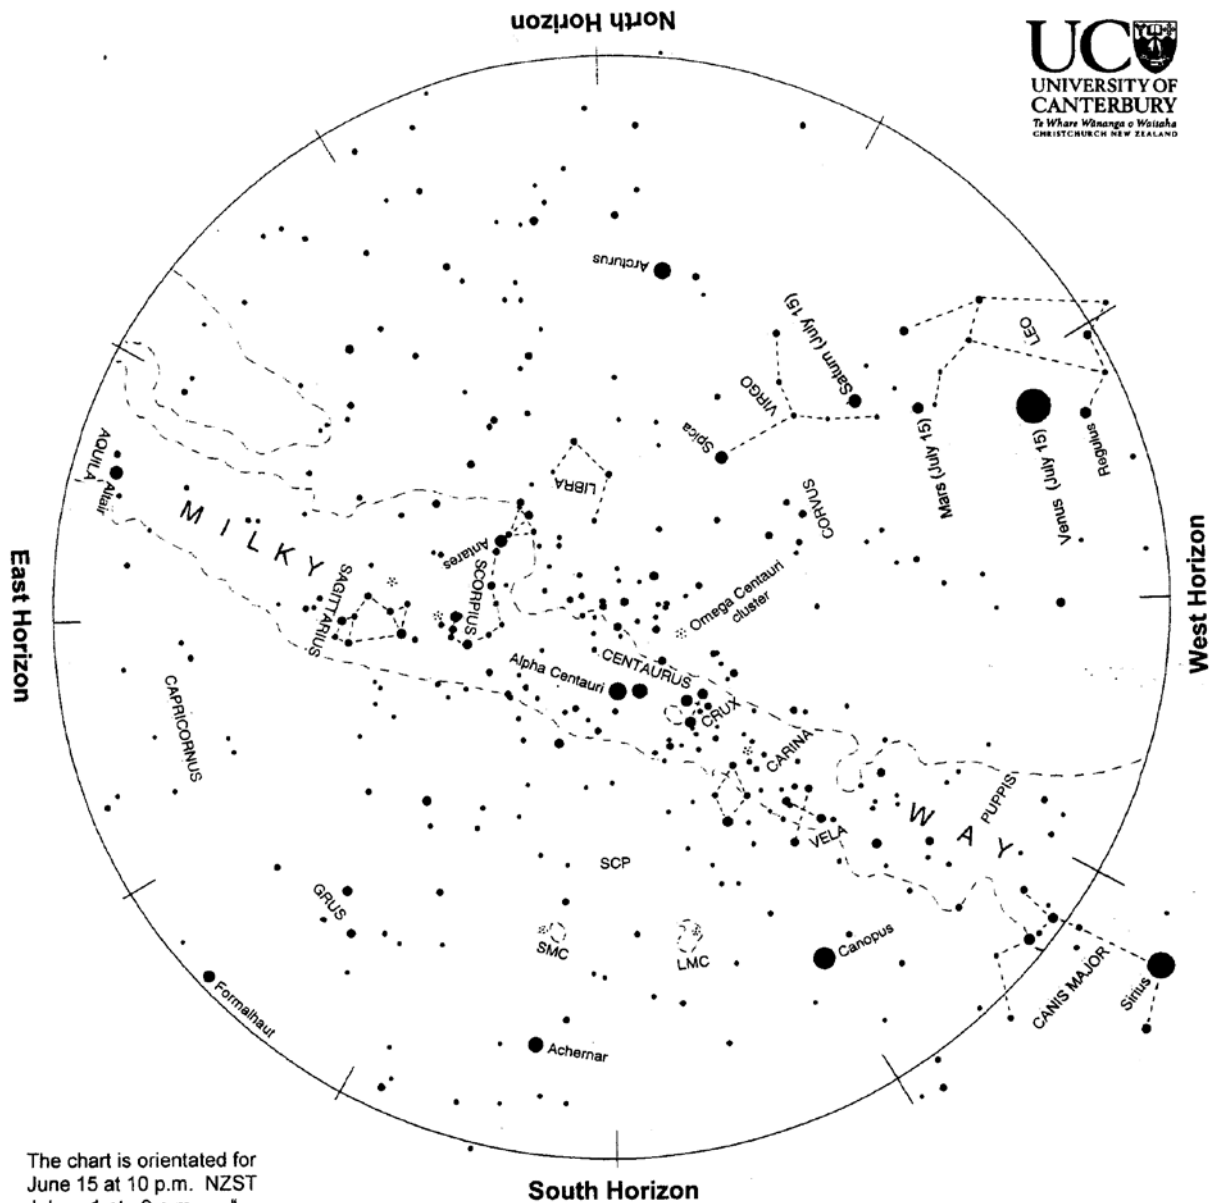 North Horizon
UC
UNIVERSITY OF
CANTERBURY
Te Whare Wānanga o Waitaha
CHRISTCHURCH NEW ZEALAND
Arcturus
LEO
Saturn (July 15)
VIRGO
Spica
Mars (July 15)
Venus (July 15)
Regulus
AQUILA
Altair
LIBRA
CORVUS
MILKY
Antares
SCORPIUS
SAGITTARIUS
Omega Centauri
cluster
East Horizon
West Horizon
Alpha Centauri
CENTAURUS
CRUX
CAPRICORNUS
CARINA
PUPPIS
WAY
VELA
SCP
GRUS
SMC
LMC
Canopus
CANIS MAJOR
Sirius
Formalhaut
Achernar
The chart is orientated for
June 15 at 10 p.m. NZST
South Horizon